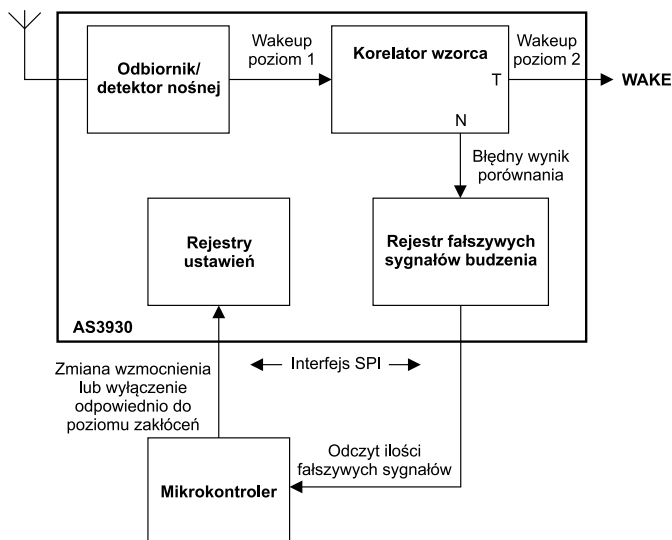 Odbiornik/
detektor nośnej
Wakeup
poziom 1
Korelator wzorca
T
N
Wakeup
poziom 2
WAKE
Błędny wynik
porównania
Rejestry
ustawień
Rejestr fałszywych
sygnałów budzenia
AS3930
Zmiana wzmocnienia
lub wyłączenie
odpowiednio do
poziomu zakłóceń
Interfejs SPI
Odczyt ilości
fałszywych sygnałów
Mikrokontroler